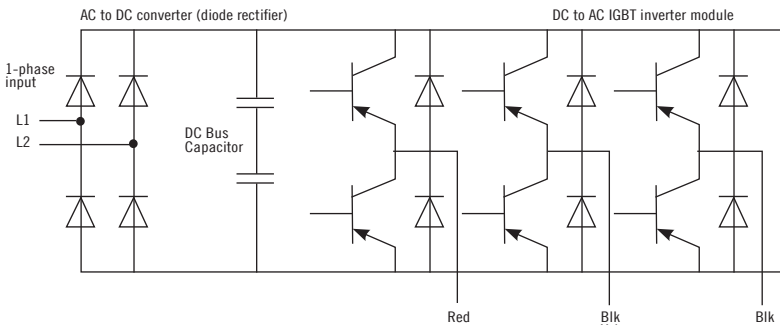 AC to DC converter (diode rectifier)
DC to AC IGBT inverter module
1-phase
input
L1
L2
DC Bus
Capacitor
Red
Blk
Blk